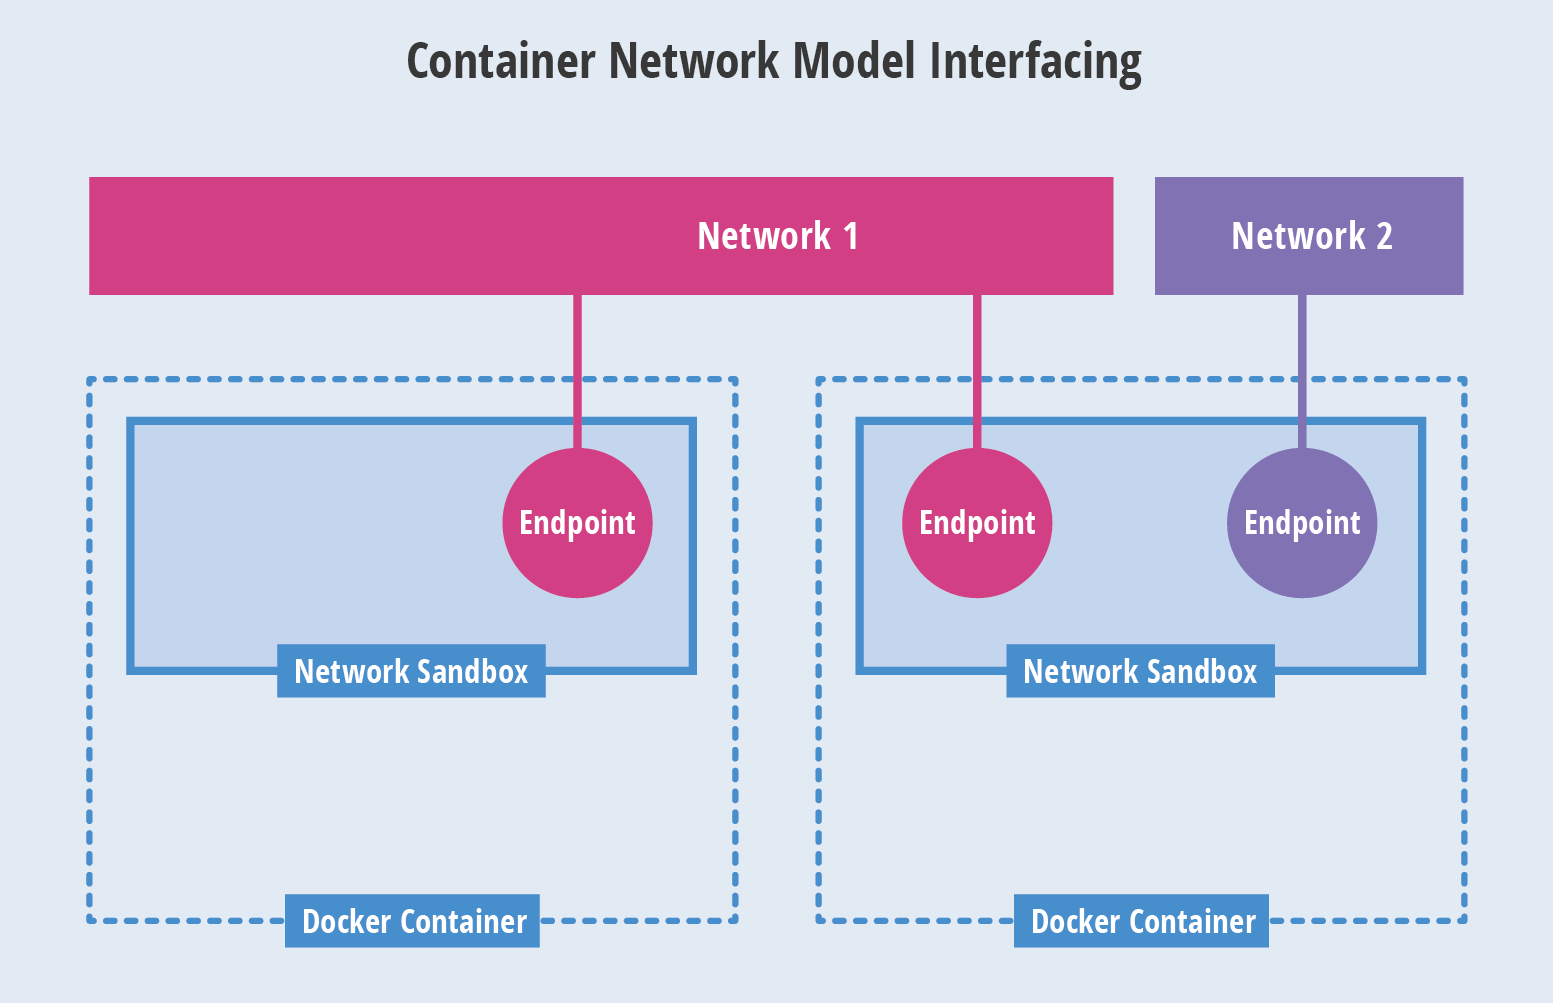 Container Network Model Interfacing
Network 1
Network 2
Endpoint
Endpoint
Endpoint
Network Sandbox
Network Sandbox
Docker Container
Docker Container